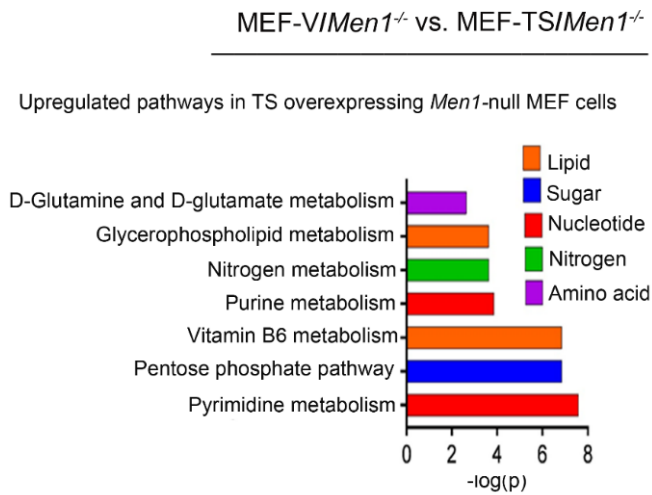 MEF-V/Men1-/- vs. MEF-TS/Men1-/-
Upregulated pathways in TS overexpressing Men1-null MEF cells
Lipid
Sugar
Nucleotide
Nitrogen
Amino acid
D-Glutamine and D-glutamate metabolism
Glycerophospholipid metabolism
Nitrogen metabolism
Purine metabolism
Vitamin B6 metabolism
Pentose phosphate pathway
Pyrimidine metabolism
0 2 4 6 8
-log(p)